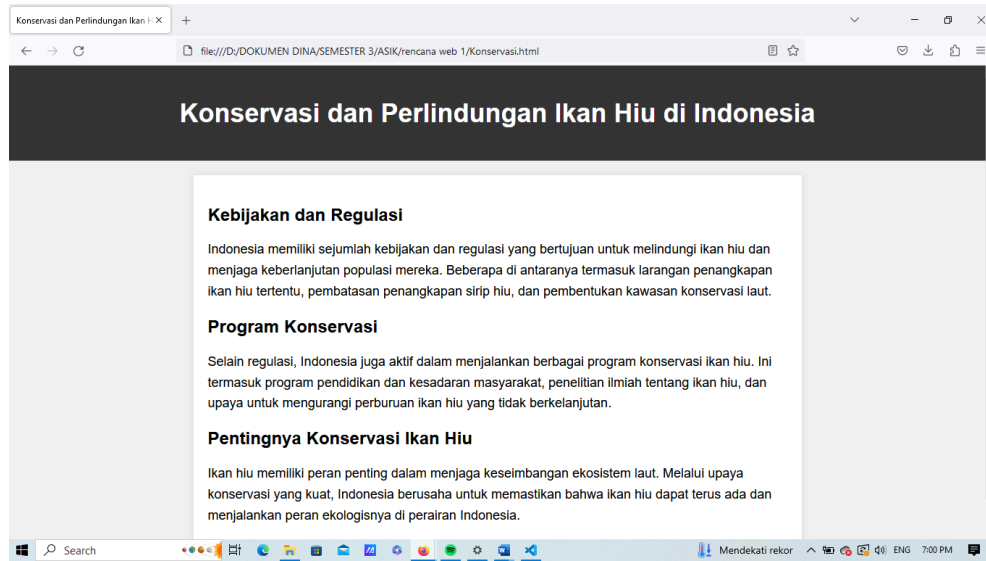 Konservasi dan Perlindungan Ikan H
file:///D:/DOKUMEN DINA/SEMESTER 3/ASIK/rencana web 1/Konservasi.html
Konservasi dan Perlindungan Ikan Hiu di Indonesia
Kebijakan dan Regulasi
Indonesia memiliki sejumlah kebijakan dan regulasi yang bertujuan untuk melindungi ikan hiu dan
menjaga keberlanjutan populasi mereka. Beberapa di antaranya termasuk larangan penangkapan
ikan hiu tertentu, pembatasan penangkapan sirip hiu, dan pembentukan kawasan konservasi laut.
Program Konservasi
Selain regulasi, Indonesia juga aktif dalam menjalankan berbagai program konservasi ikan hiu. Ini
termasuk program pendidikan dan kesadaran masyarakat, penelitian ilmiah tentang ikan hiu, dan
upaya untuk mengurangi perburuan ikan hiu yang tidak berkelanjutan.
Pentingnya Konservasi Ikan Hiu
Ikan hiu memiliki peran penting dalam menjaga keseimbangan ekosistem laut. Melalui upaya
konservasi yang kuat, Indonesia berusaha untuk memastikan bahwa ikan hiu dapat terus ada dan
menjalankan peran ekologisnya di perairan Indonesia.
Search Mendekati rekor ENG 7:00 PM